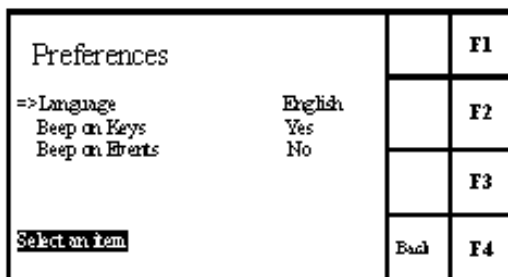 Preferences
F1
=>Language English
F2
Beep on Keys Yes
Beep on Events No
F3
Select an item
Back F4